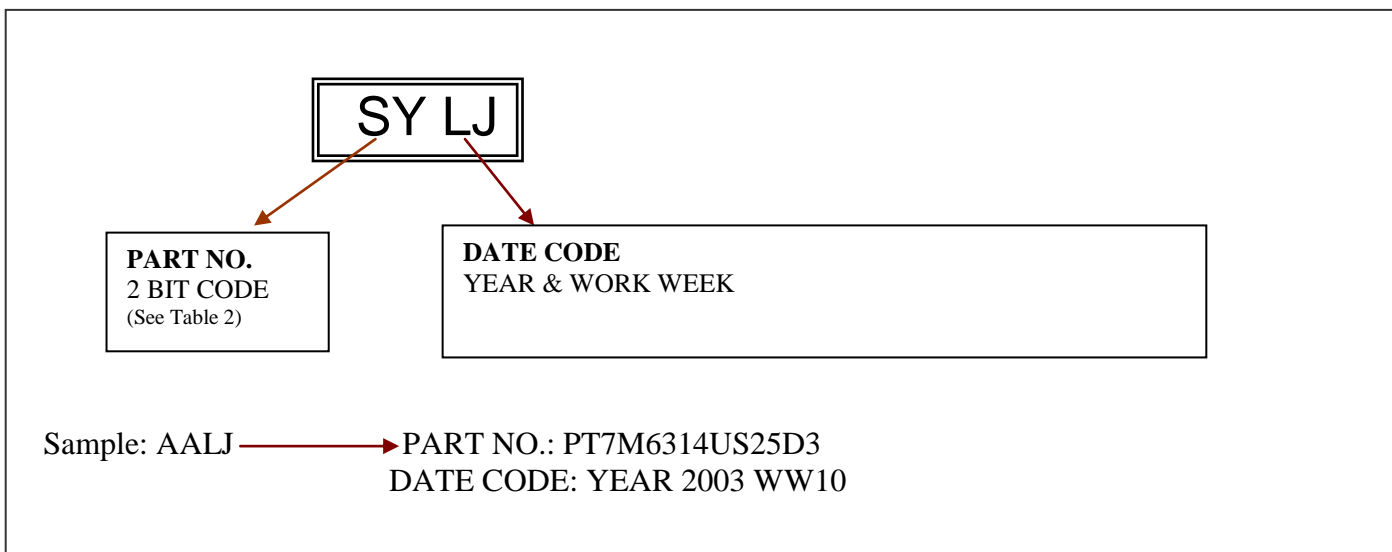 SY LJ
PART NO.
2 BIT CODE
(See Table 2)
DATE CODE
YEAR & WORK WEEK
Sample: AALJ PART NO.: PT7M6314US25D3
DATE CODE: YEAR 2003 WW10